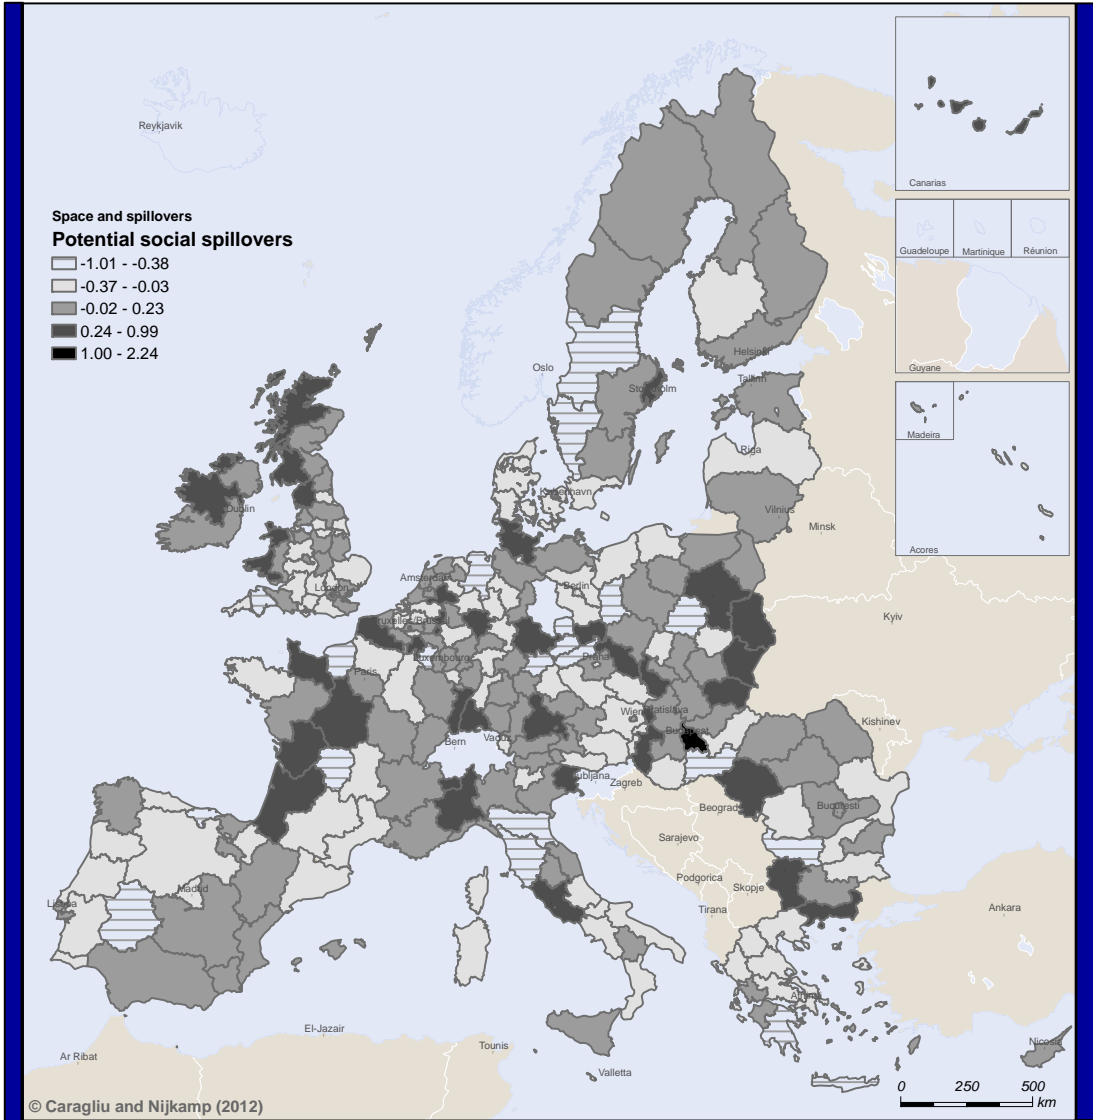 Reykjavik
Canarias
Space and spillovers
Potential social spillovers
-1.01 - -0.38
-0.37 - -0.03
-0.02 - 0.23
0.24 - 0.99
1.00 - 2.24
Guadeloupe
Martinique
Réunion
Guyane
Madeira
Acores
Oslo
Helsinki
Tallinn
Stockholm
Riga
København
Vilnius
Minsk
Dublin
Amsterdam
Berlin
London
Kyiv
Bruxelles/Brussel
Luxembourg
Praha
Paris
Wien
Bratislava
Budapest
Kishinev
Bern
Vaduz
Ljubljana
Zagreb
Beograd
Bucuresti
Sarajevo
Podgorica
Skopje
Tirana
Madrid
Lisboa
Ankara
Athina
El-Jazair
Tounis
Ar Ribat
Valletta
Nicosia
0 250 500
km
© Caragliu and Nijkamp (2012)